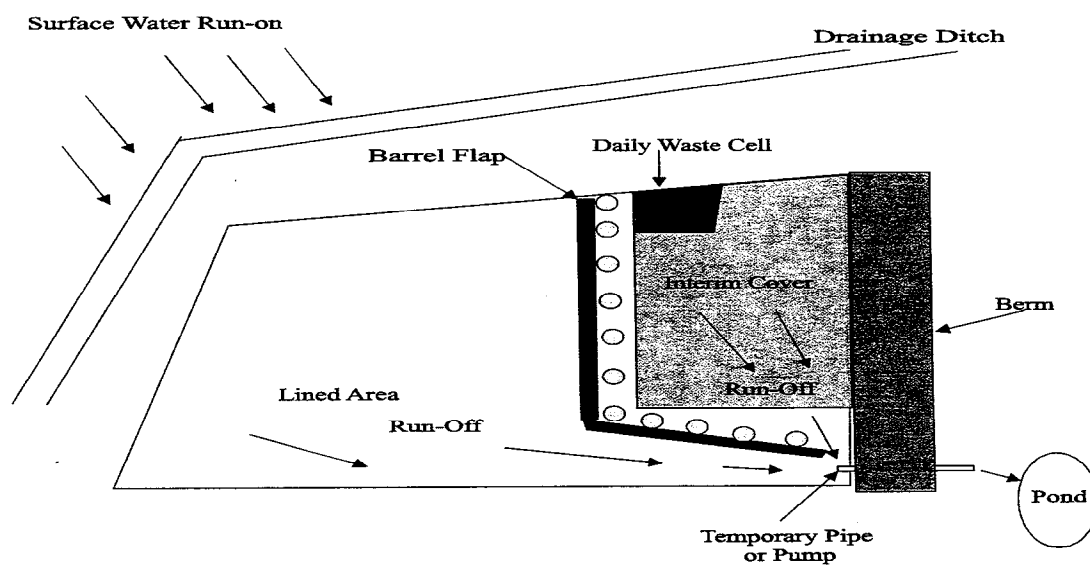 Surface Water Run-on
Drainage Ditch
Barrel Flap
Daily Waste Cell
Interim Cover
Berm
Run-Off
Lined Area
Run-Off
Pond
Temporary Pipe
or Pump